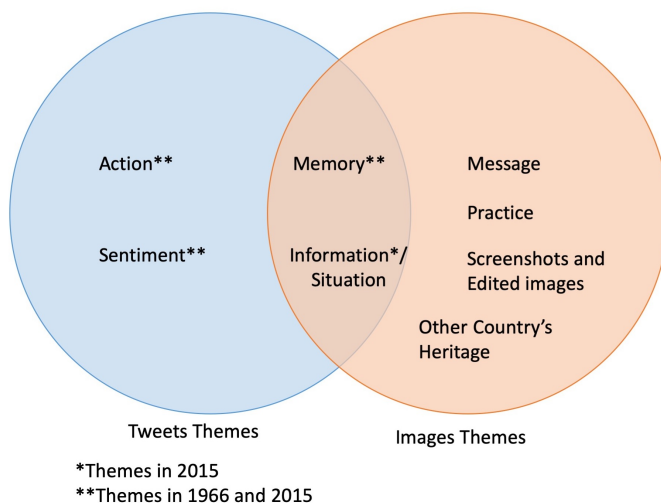 Action**
Memory**
Message
Practice
Sentiment**
Information*/
Situation
Screenshots and
Edited images
Other Country’s
Heritage
Tweets Themes
Images Themes
*Themes in 2015
**Themes in 1966 and 2015